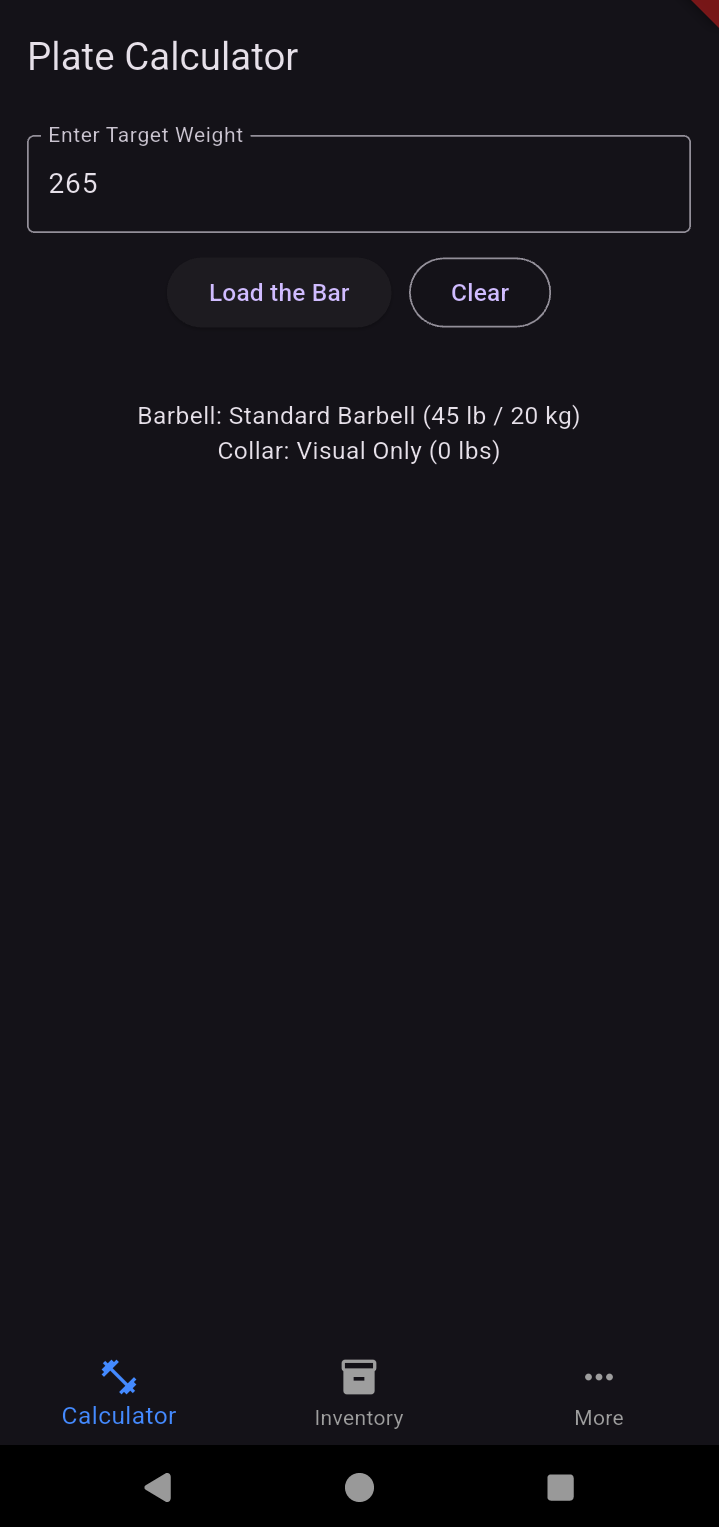 Plate Calculator
Enter Target Weight
265
Load the Bar
Clear
Barbell: Standard Barbell (45 lb / 20 kg)
Collar: Visual Only (0 lbs)
Calculator
Inventory
More